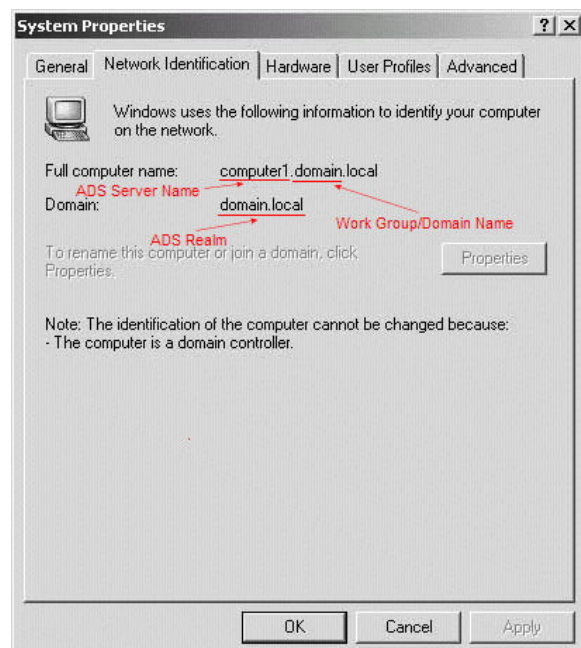 System Properties
? ×
General Network Identification Hardware User Profiles Advanced
Windows uses the following information to identify your computer
on the network.
Full computer name: computer1.domain.local
ADS Server Name
Domain: domain.local
Work Group/Domain Name
ADS Realm
To rename this computer or join a domain, click
Properties.
Properties
Note: The identification of the computer cannot be changed because:
- The computer is a domain controller.
OK Cancel Apply